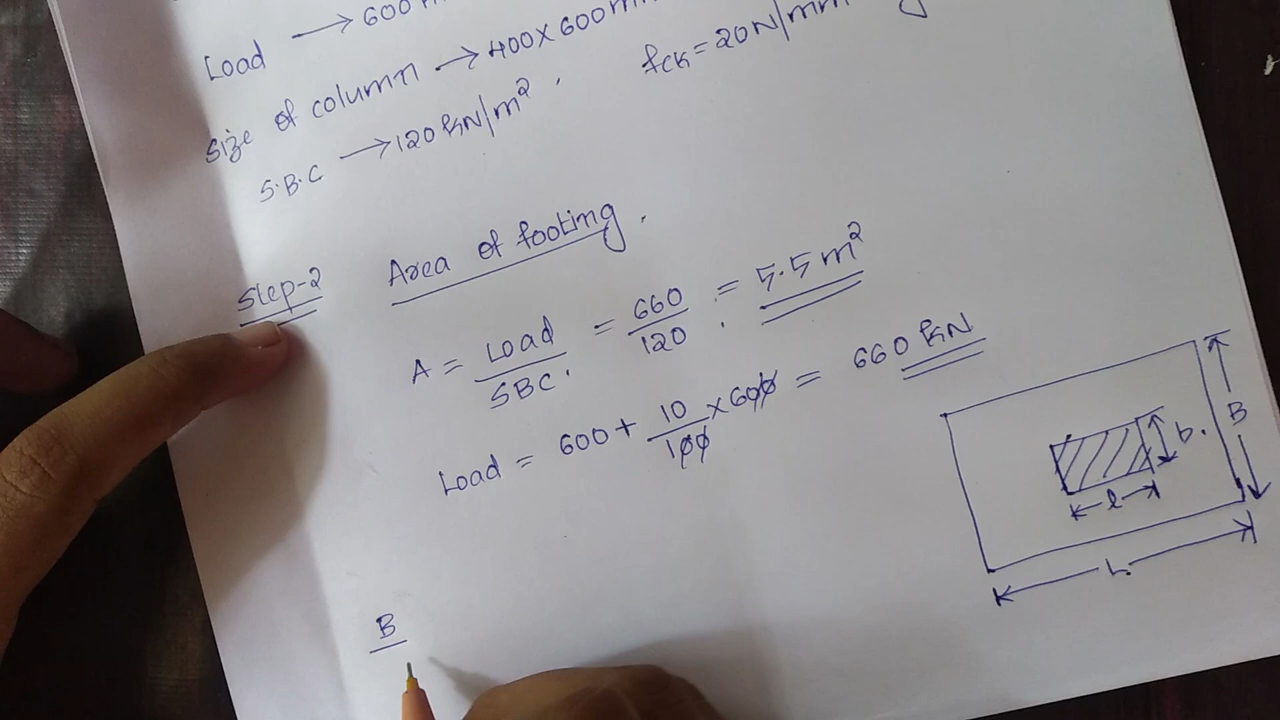 Load → 600
Size of column → 400×600
fck = 20N/mm
S.B.C → 120 KN/m²
Step-2 Area of footing.
A = Load/SBC. = 660/120 = 5.5 m²
Load = 600 + 10/100 × 600 = 660 KN
B
b.
l
L
B